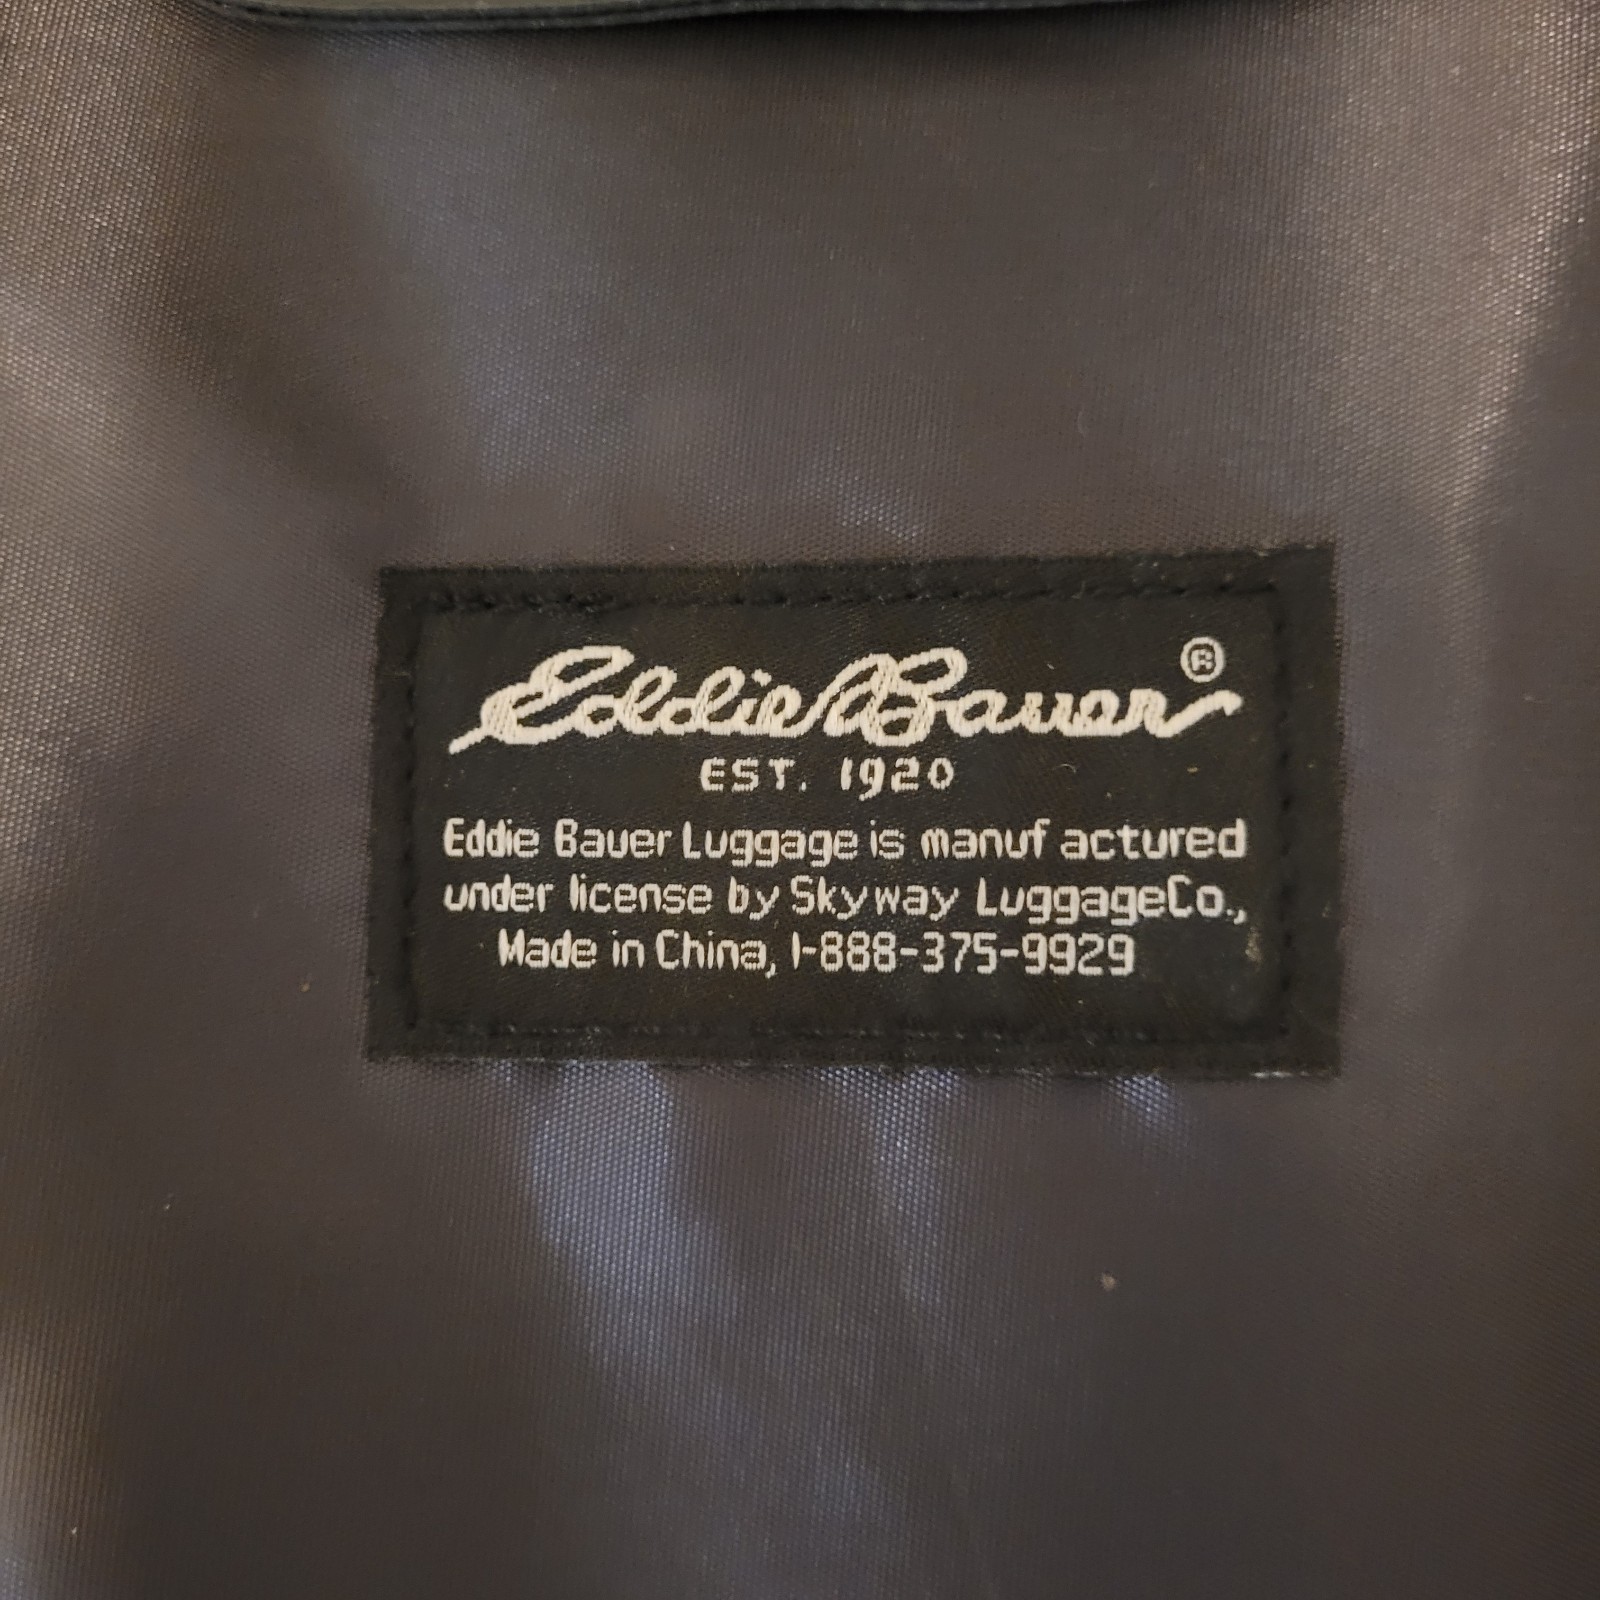 Eddie Bauer®
EST. 1920
Eddie Bauer Luggage is manuf actured
under license by Skyway LuggageCo.,
Made in China, 1-888-375-9929